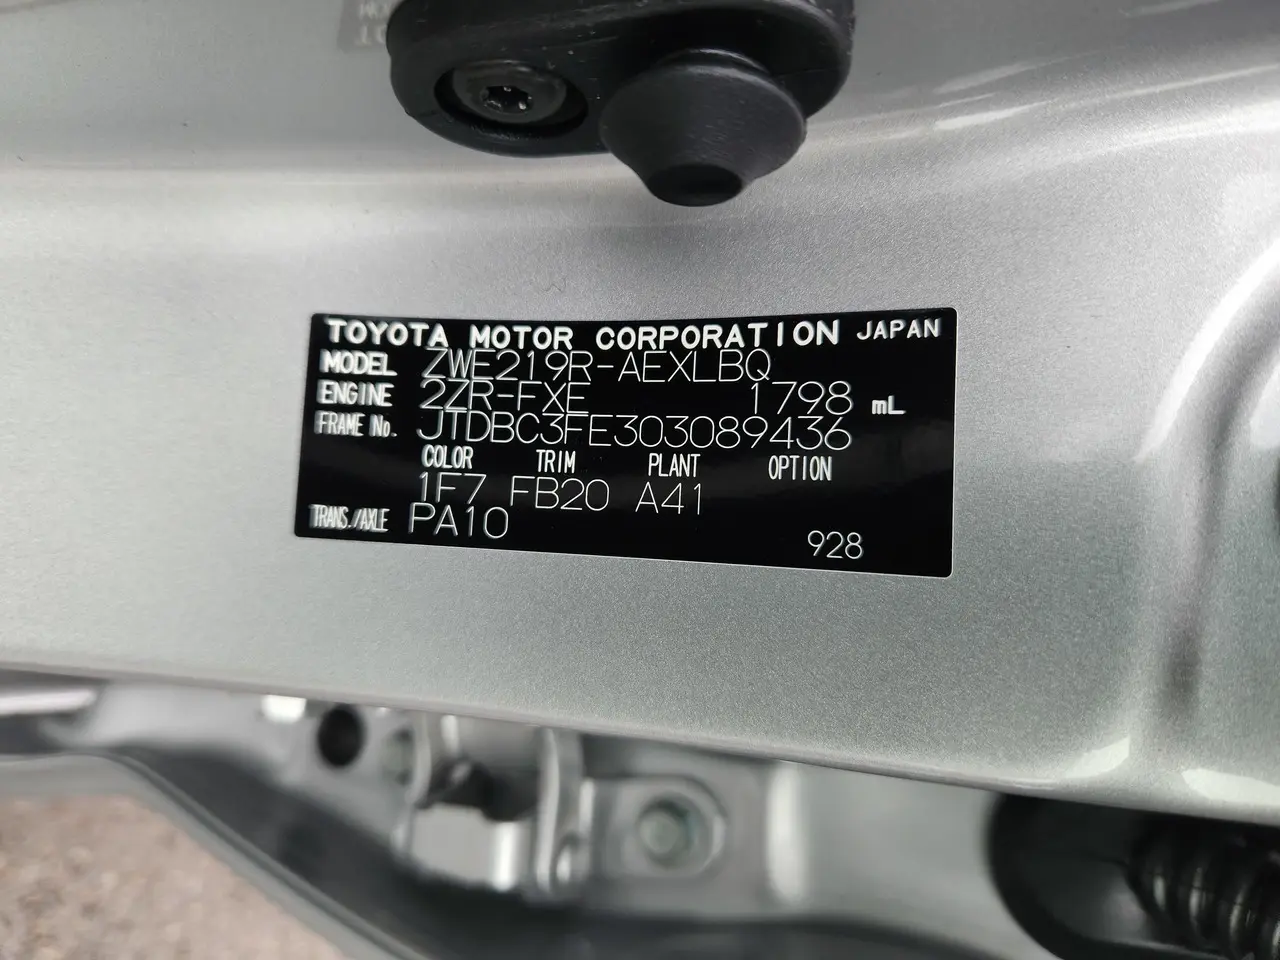 TOYOTA MOTOR CORPORATION JAPAN
MODEL ZWE219R-AEXLBQ
ENGINE 2ZR-FXE 1798 mL
FRAME No. JTDBC3FE303089436
COLOR TRIM PLANT OPTION
1F7 FB20 A41
TRANS./AXLE PA10
928